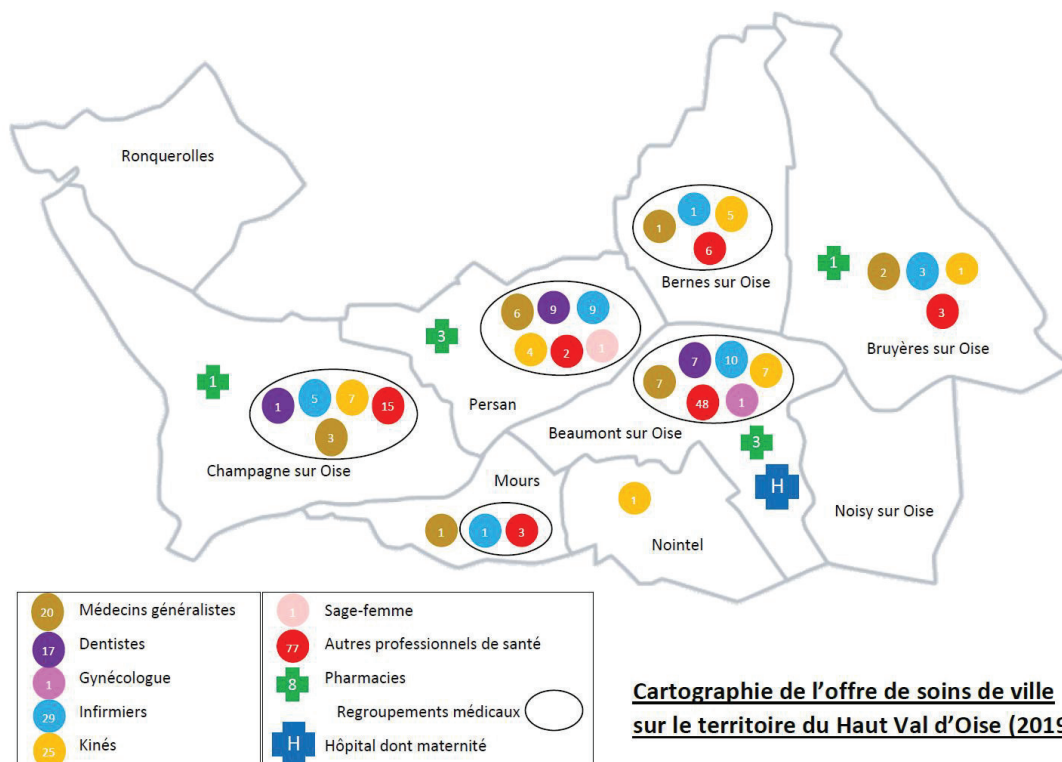 Ronquerolles
1
1
5
6
Bernes sur Oise
1
2
3
1
3
Bruyères sur Oise
3
6
9
9
4
2
1
Persan
7
7
10
7
48
1
Beaumont sur Oise
3
H
1
1
5
7
15
3
Champagne sur Oise
Mours
1
1
3
1
Nointel
Noisy sur Oise
20 Médecins généralistes
17 Dentistes
1 Gynécologue
29 Infirmiers
25 Kinés
1 Sage-femme
77 Autres professionnels de santé
8 Pharmacies
Regroupements médicaux
H Hôpital dont maternité
Cartographie de l'offre de soins de ville
sur le territoire du Haut Val d'Oise (2019